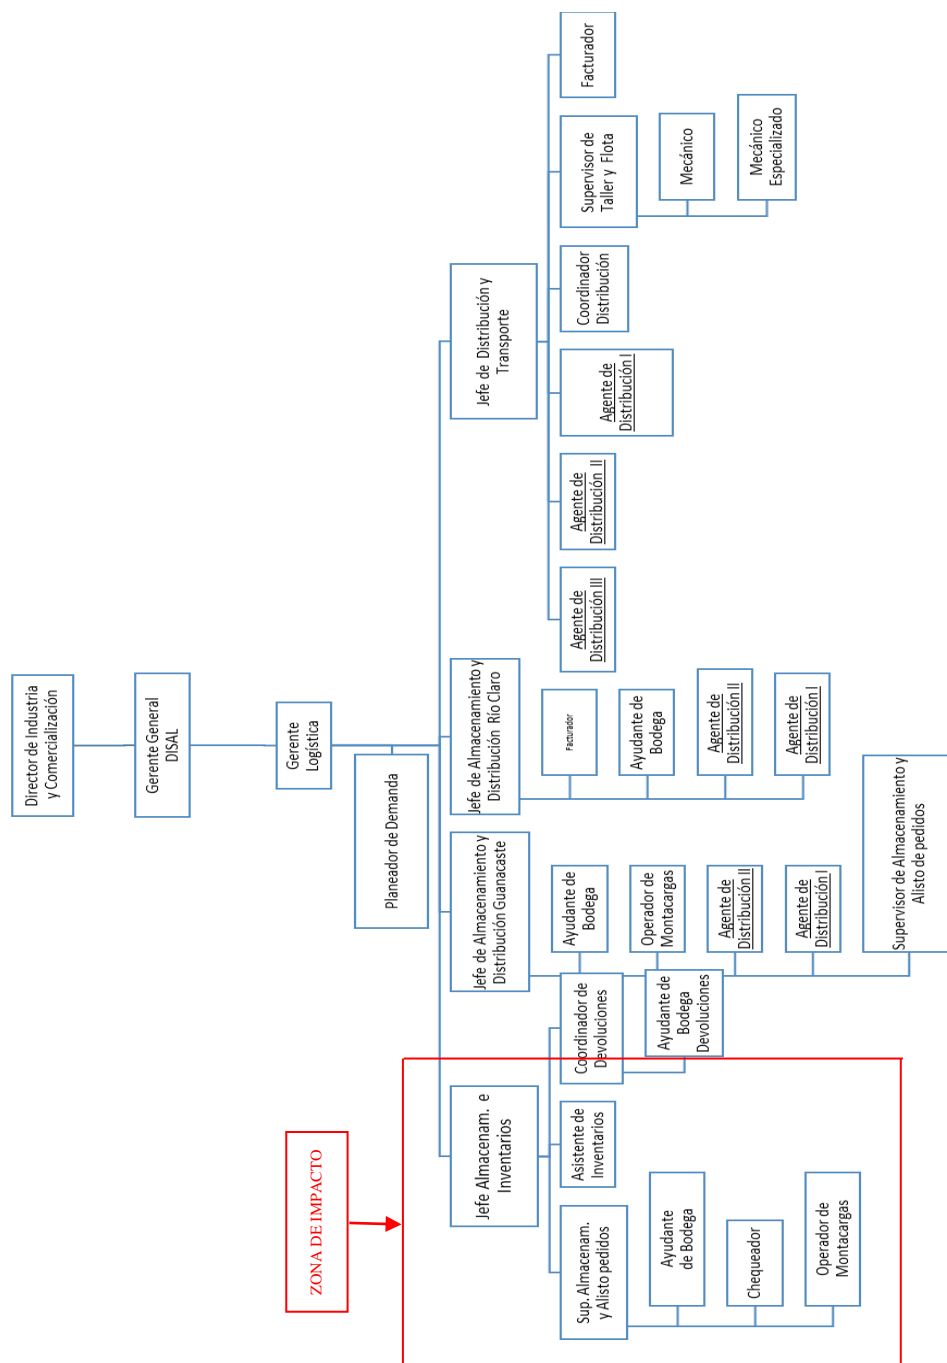 Director de Industria
y Comercialización
Gerente General
DISAL
Gerente
Logística
Planeador de Demanda
ZONA DE IMPACTO
Jefe Almacenam. e
Inventarios
Sup. Almacenam.
y Alisto pedidos
Ayudante
de Bodega
Chequeador
Operador de
Montacargas
Asistente de
Inventarios
Coordinador de
Devoluciones
Ayudante de
Bodega
Devoluciones
Jefe de Almacenamiento y
Distribución Guanacaste
Ayudante de
Bodega
Operador de
Montacargas
Agente de
Distribución II
Agente de
Distribución I
Supervisor de Almacenamiento y
Alisto de pedidos
Jefe de Almacenamiento y
Distribución Río Claro
Facturador
Ayudante de
Bodega
Agente de
Distribución II
Agente de
Distribución I
Jefe de Distribución y
Transporte
Agente de
Distribución III
Agente de
Distribución II
Agente de
Distribución I
Coordinador
Distribución
Supervisor de
Taller y Flota
Mecánico
Mecánico
Especializado
Facturador